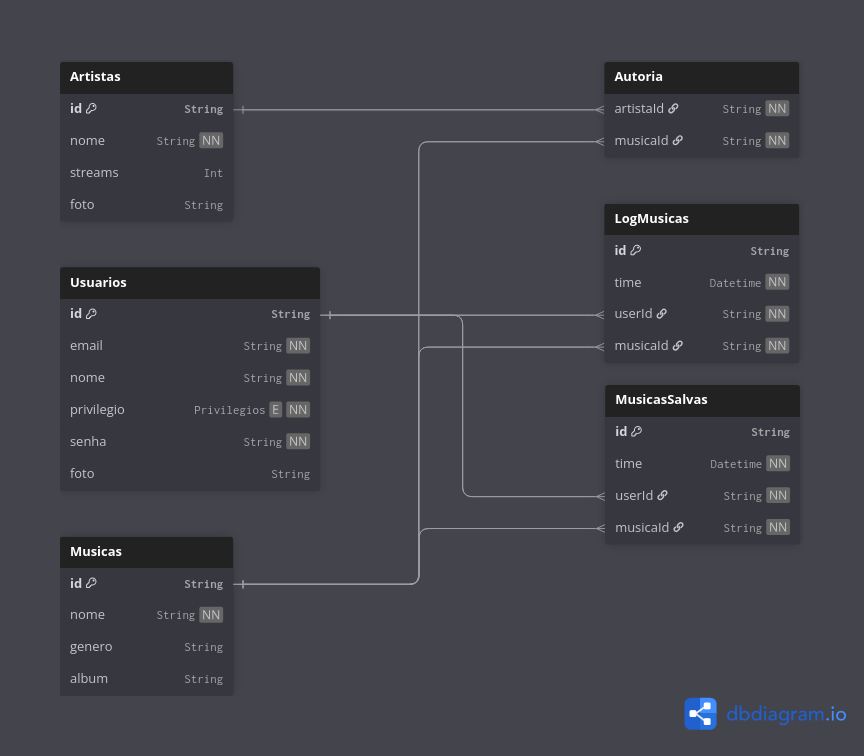 Artistas
id String
nome String NN
streams Int
foto String
Usuarios
id String
email String NN
nome String NN
privilegio Privilegios E NN
senha String NN
foto String
Musicas
id String
nome String NN
genero String
album String
Autoria
artistaId String NN
musicaId String NN
LogMusicas
id String
time Datetime NN
userId String NN
musicaId String NN
MusicasSalvas
id String
time Datetime NN
userId String NN
musicaId String NN
dbdiagram.io